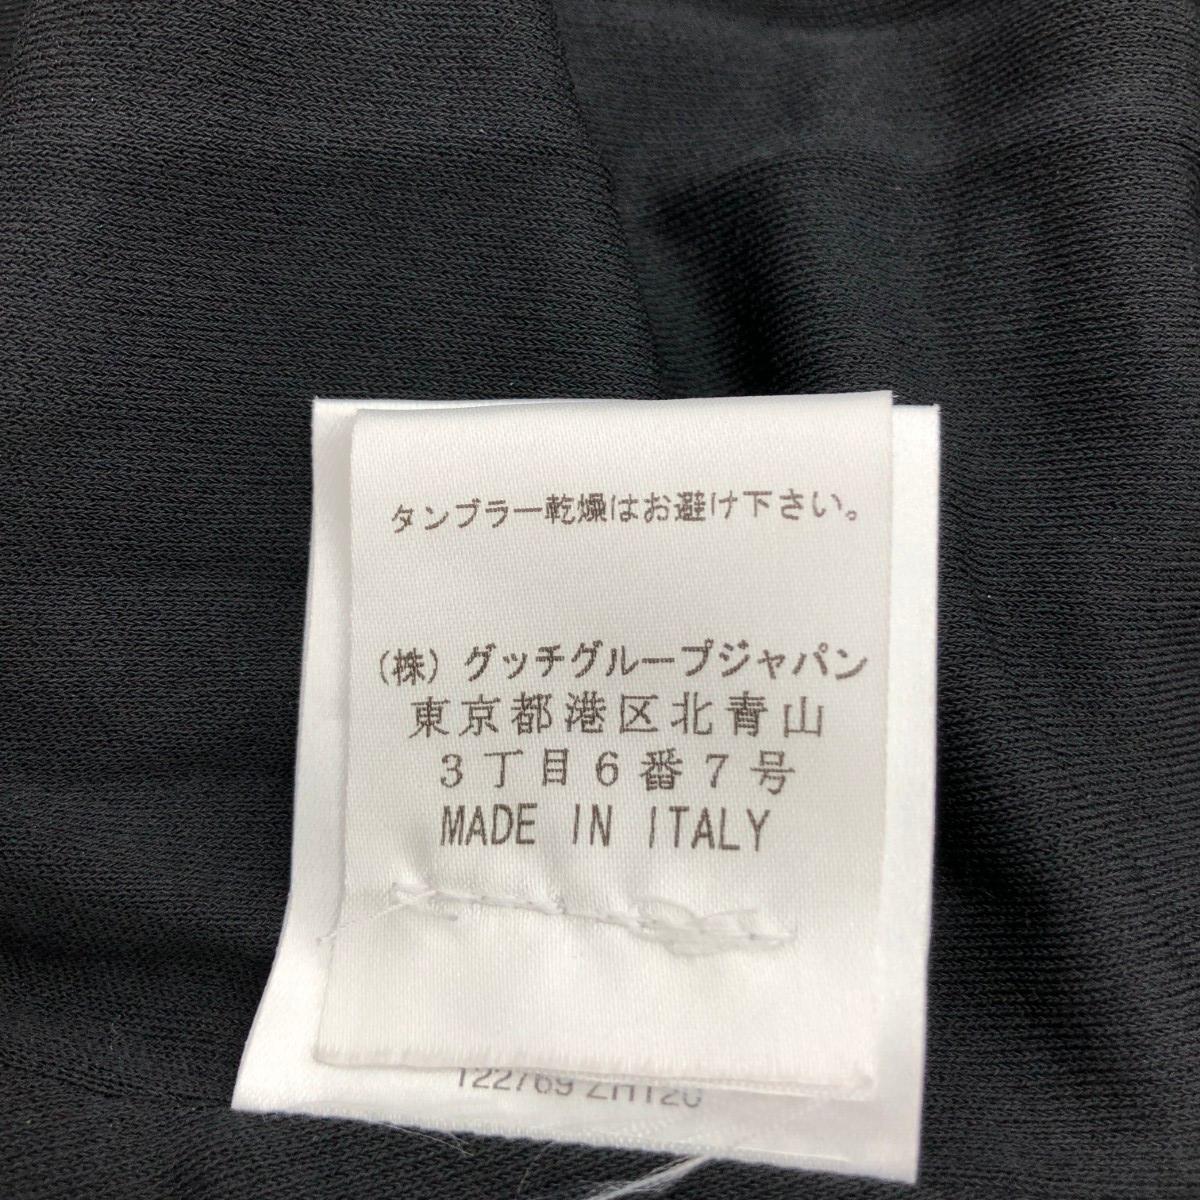 タンブラー乾燥はお避け下さい。
(株) グッチグループジャパン
東京都港区北青山
3丁目6番7号
MADE IN ITALY
122769 ZH120